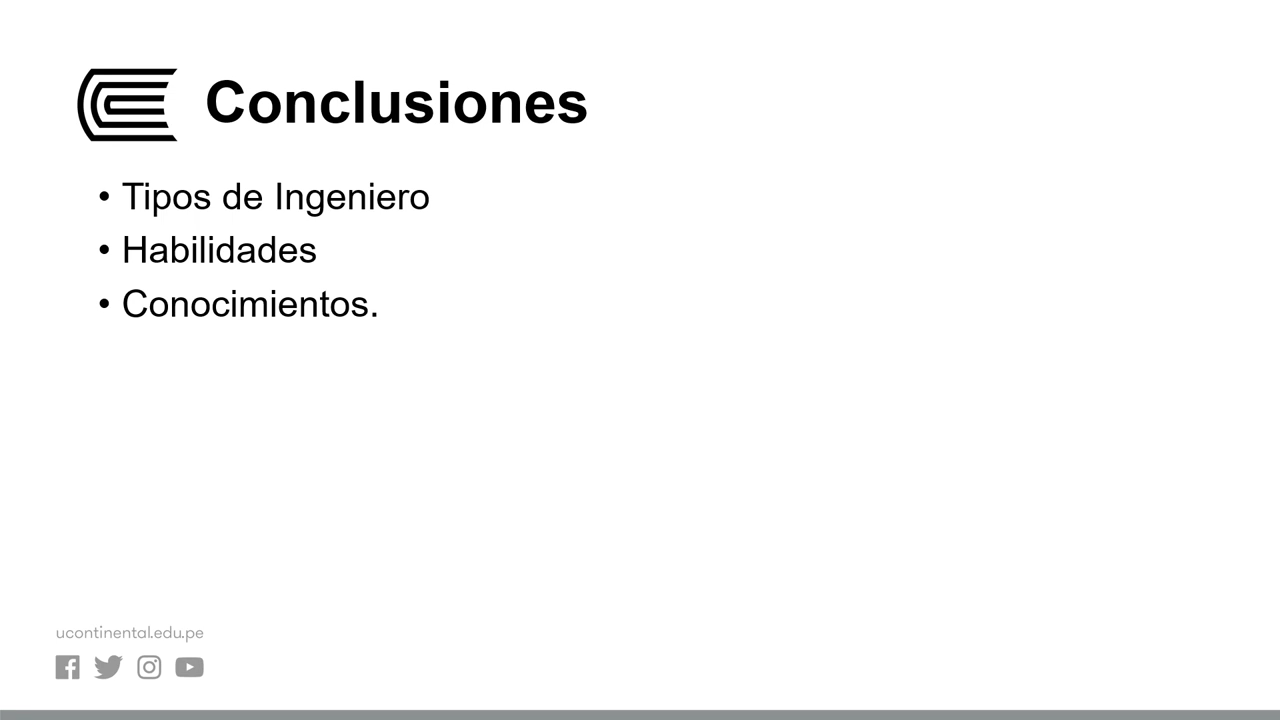 Conclusiones
• Tipos de Ingeniero
• Habilidades
• Conocimientos.
ucontinental.edu.pe